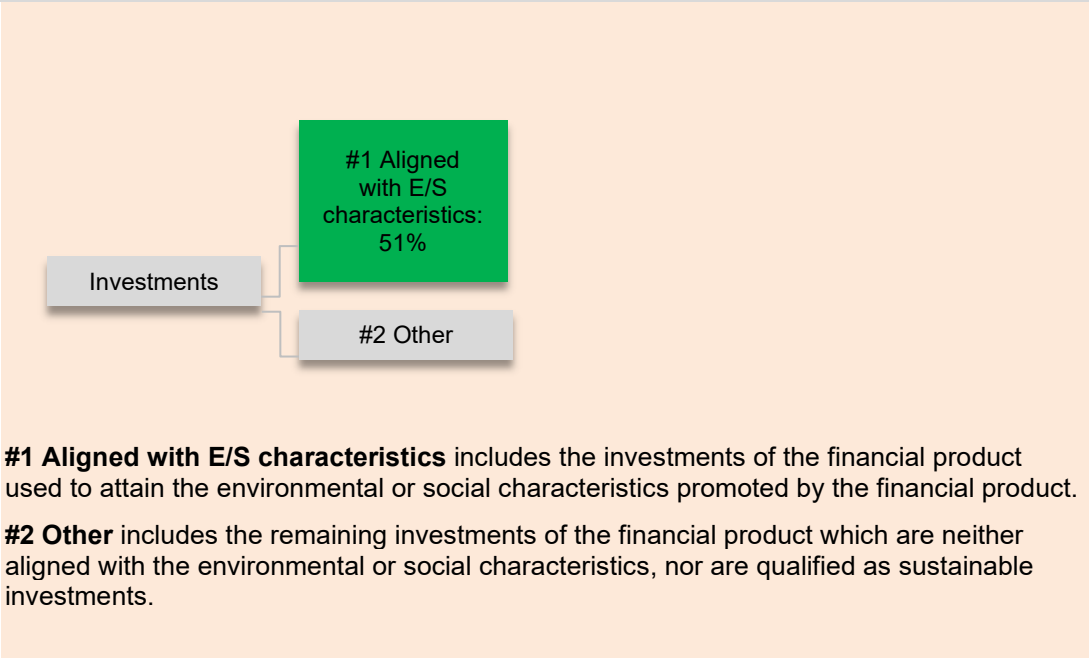 #1 Aligned
with E/S
characteristics:
51%
Investments
#2 Other
#1 Aligned with E/S characteristics includes the investments of the financial product
used to attain the environmental or social characteristics promoted by the financial product.
#2 Other includes the remaining investments of the financial product which are neither
aligned with the environmental or social characteristics, nor are qualified as sustainable
investments.